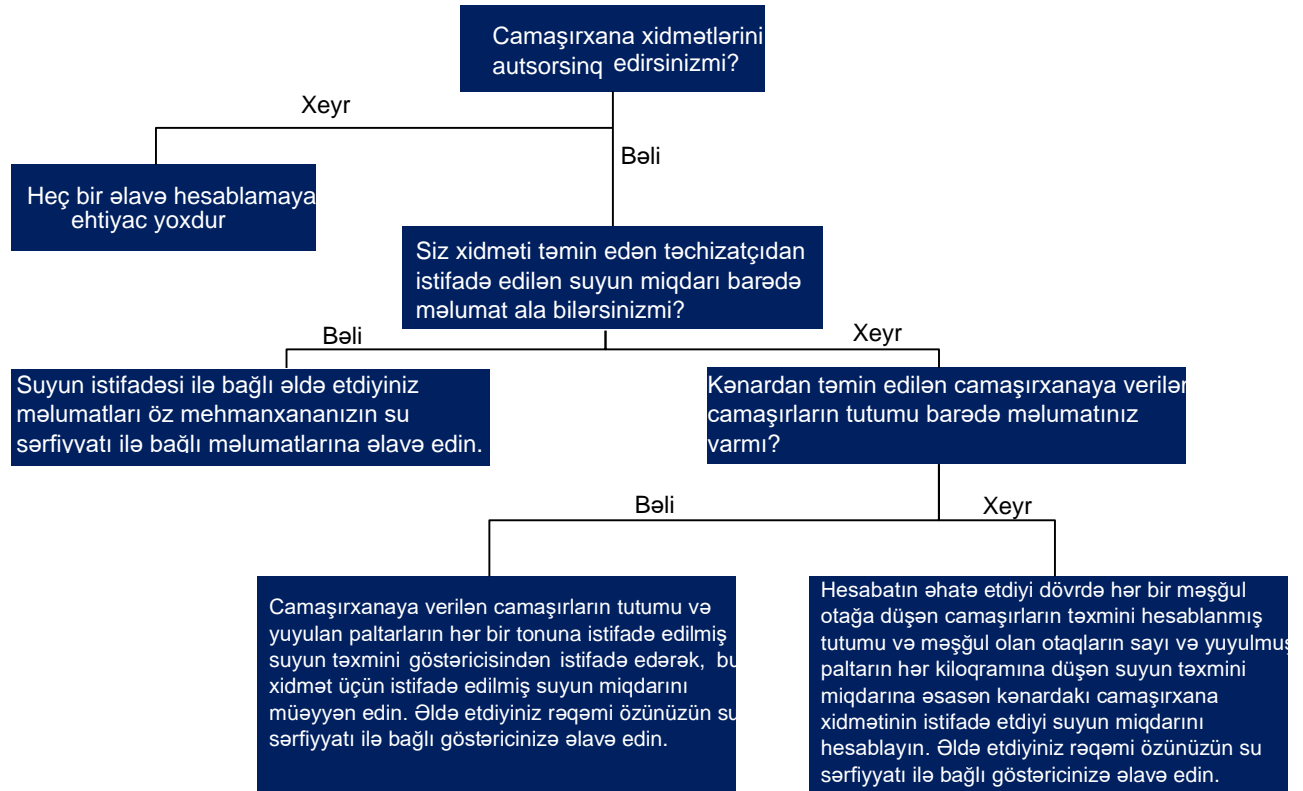 Camaşırxana xidmətlərini
autsorsinq edirsinizmi?
Xeyr
Bəli
Heç bir əlavə hesablamaya
ehtiyac yoxdur
Siz xidməti təmin edən təchizatçıdan
istifadə edilən suyun miqdarı barədə
məlumat ala bilərsinizmi?
Bəli
Xeyr
Suyun istifadəsi ilə bağlı əldə etdiyiniz
məlumatları öz mehmanxananızın su
sərfiyyatı ilə bağlı məlumatlarına əlavə edin.
Kənardan təmin edilən camaşırxanaya verilən
camaşırların tutumu barədə məlumatınız
varmı?
Bəli
Xeyr
Camaşırxanaya verilən camaşırların tutumu və
yuyulan paltarların hər bir tonuna istifadə edilmiş
suyun təxmini göstəricisindən istifadə edərək, bu
xidmət üçün istifadə edilmiş suyun miqdarını
müəyyən edin. Əldə etdiyiniz rəqəmi özünüzün su
sərfiyyatı ilə bağlı göstəricinizə əlavə edin.
Hesabatın əhatə etdiyi dövrdə hər bir məşğul
otağa düşən camaşırların təxmini hesablanmış
tutumu və məşğul olan otaqların sayı və yuyulmuş
paltarın hər kiloqramına düşən suyun təxmini
miqdarına əsasən kənardakı camaşırxana
xidmətinin istifadə etdiyi suyun miqdarını
hesablayın. Əldə etdiyiniz rəqəmi özünüzün su
sərfiyyatı ilə bağlı göstəricinizə əlavə edin.